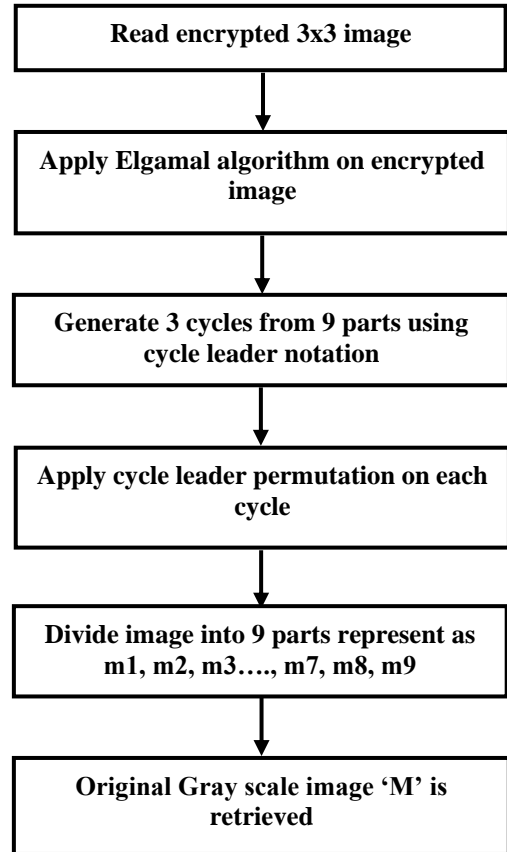 Read encrypted 3x3 image
Apply Elgamal algorithm on encrypted
image
Generate 3 cycles from 9 parts using
cycle leader notation
Apply cycle leader permutation on each
cycle
Divide image into 9 parts represent as
m1, m2, m3…., m7, m8, m9
Original Gray scale image ‘M’ is
retrieved